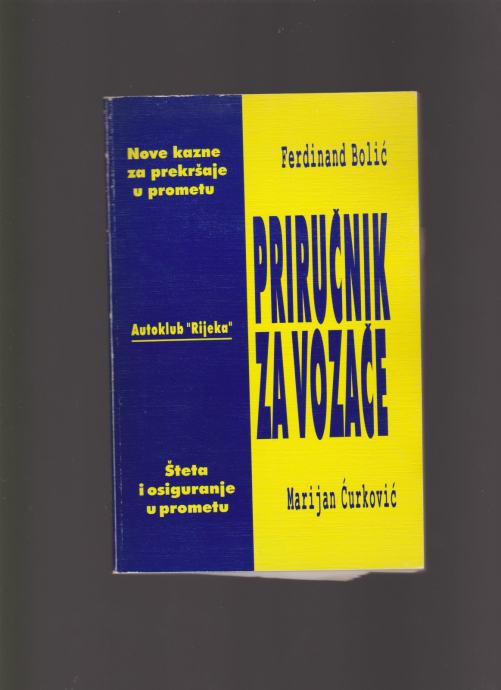 Nove kazne
za prekršaje
u prometu
Autoklub "Rijeka"
Šteta
i osiguranje
u prometu
Ferdinand Bolić
PRIRUČNIK
ZA VOZAČE
Marijan Ćurković